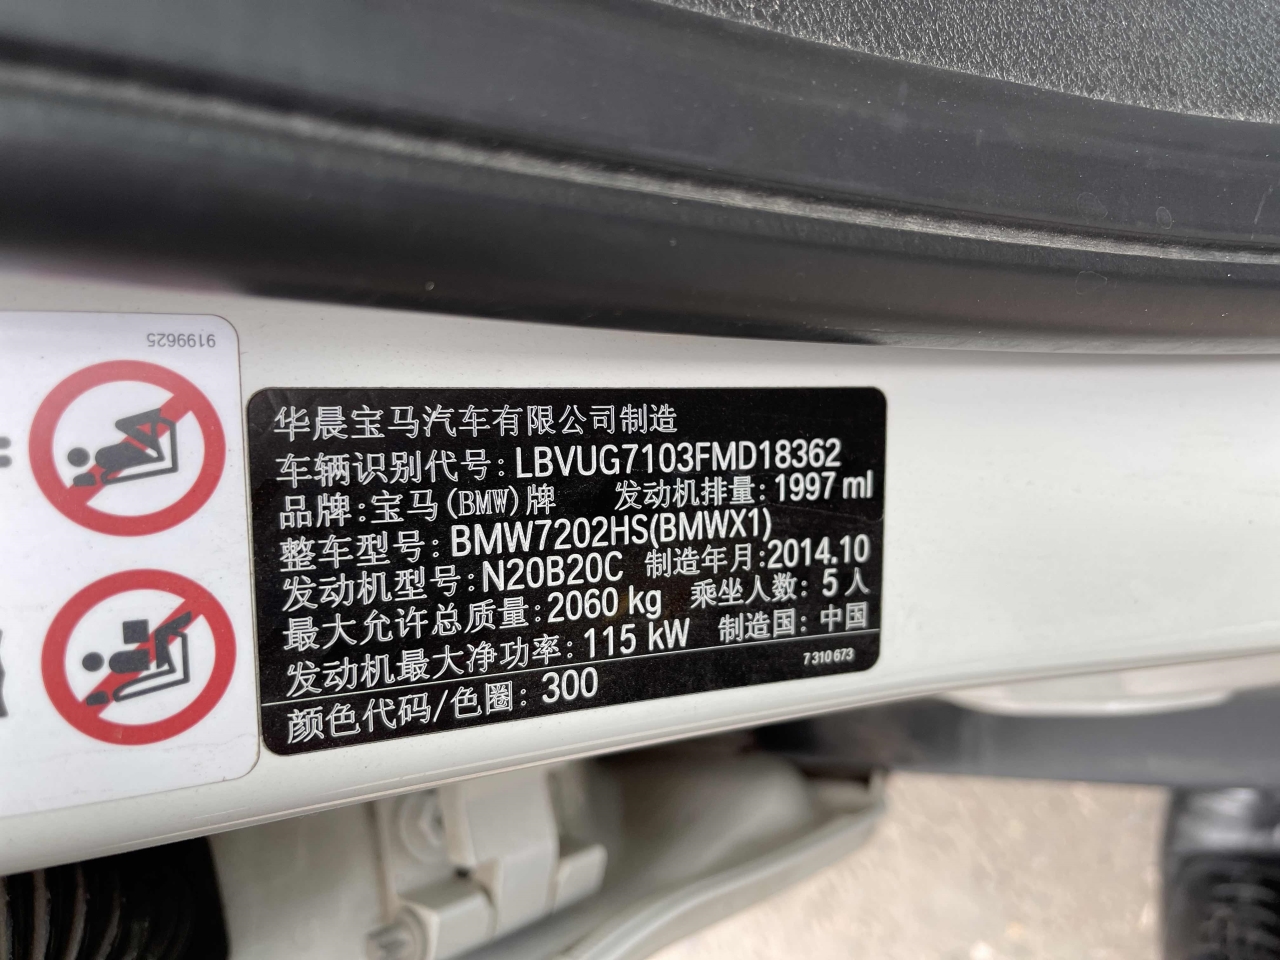 9199625
华晨宝马汽车有限公司制造
车辆识别代号: LBVUG7103FMD18362
品牌:宝马(BMW)牌 发动机排量: 1997 ml
整车型号: BMW7202HS(BMWX1)
发动机型号: N20B20C 制造年月:2014.10
最大允许总质量: 2060 kg 乘坐人数: 5 人
发动机最大净功率: 115 kW 制造国: 中国
7 310 673
颜色代码/色圈: 300